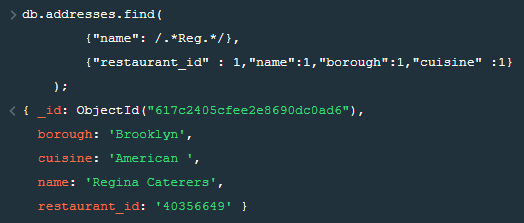 > db.addresses.find(
{"name": /.*Reg.*/},
{"restaurant_id" : 1,"name":1,"borough":1,"cuisine" :1}
);
< { _id: ObjectId("617c2405cfee2e8690dc0ad6"),
borough: 'Brooklyn',
cuisine: 'American ',
name: 'Regina Caterers',
restaurant_id: '40356649' }